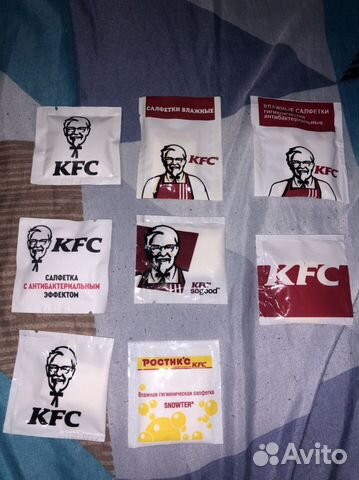 KFC
САЛФЕТКИ ВЛАЖНЫЕ
KFC
ВЛАЖНЫЕ САЛФЕТКИ
гигиенические
антибактериальные
KFC
KFC
САЛФЕТКА
С АНТИБАКТЕРИАЛЬНЫМ
ЭФФЕКТОМ
KFC
sogood
KFC
KFC
РОСТИК'С KFC
Влажная гигиеническая салфетка
SNOWTER®
Avito